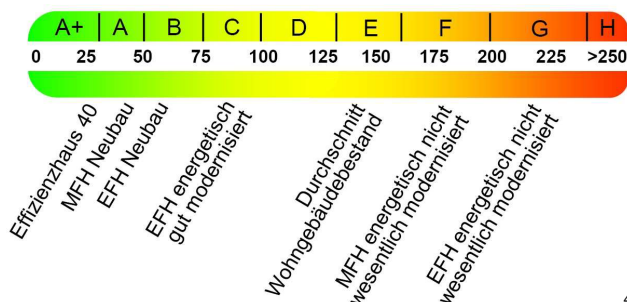 A+ A B C D E F G H
0 25 50 75 100 125 150 175 200 225 >250
Effizienzhaus 40
MFH Neubau
EFH Neubau
EFH energetisch
gut modernisiert
Durchschnitt
Wohngebäudebestand
MFH energetisch nicht
wesentlich modernisiert
EFH energetisch nicht
wesentlich modernisiert